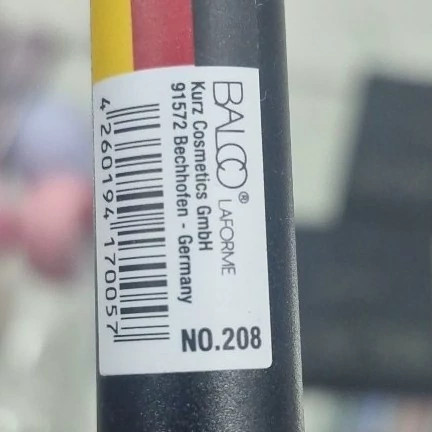 BALCO® LAFORME
Kurz Cosmetics GmbH
91572 Bechhofen - Germany
4 260194 170057
NO.208